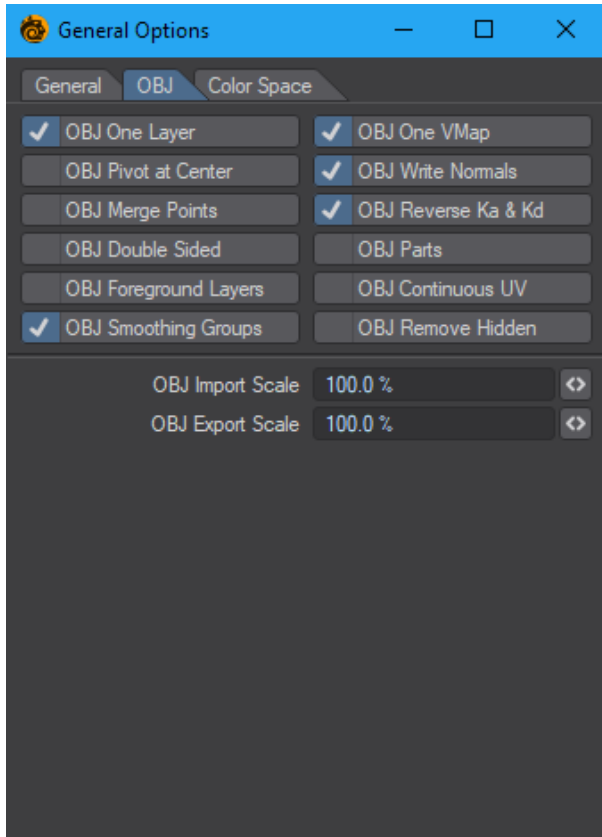 General Options
General OBJ Color Space
OBJ One Layer OBJ One VMap
OBJ Pivot at Center OBJ Write Normals
OBJ Merge Points OBJ Reverse Ka & Kd
OBJ Double Sided OBJ Parts
OBJ Foreground Layers OBJ Continuous UV
OBJ Smoothing Groups OBJ Remove Hidden
OBJ Import Scale 100.0 %
OBJ Export Scale 100.0 %